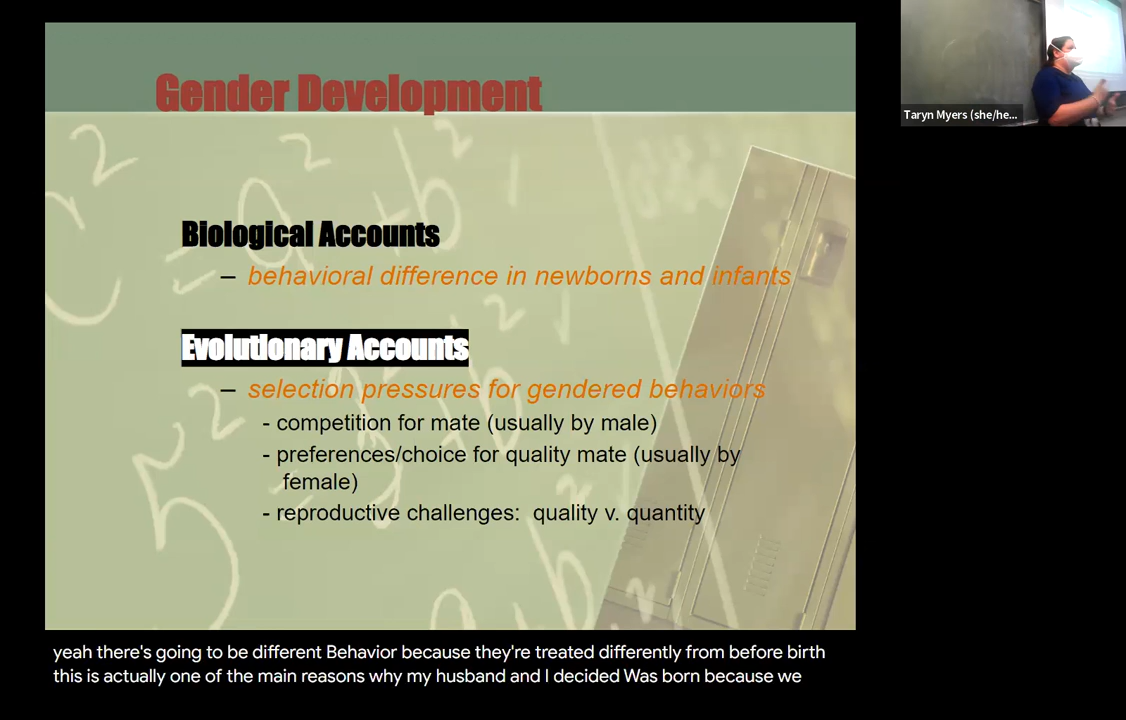 Gender Development
Taryn Myers (she/he...
Biological Accounts
– behavioral difference in newborns and infants
Evolutionary Accounts
– selection pressures for gendered behaviors
- competition for mate (usually by male)
- preferences/choice for quality mate (usually by
female)
- reproductive challenges: quality v. quantity
yeah there's going to be different Behavior because they're treated differently from before birth
this is actually one of the main reasons why my husband and I decided Was born because we